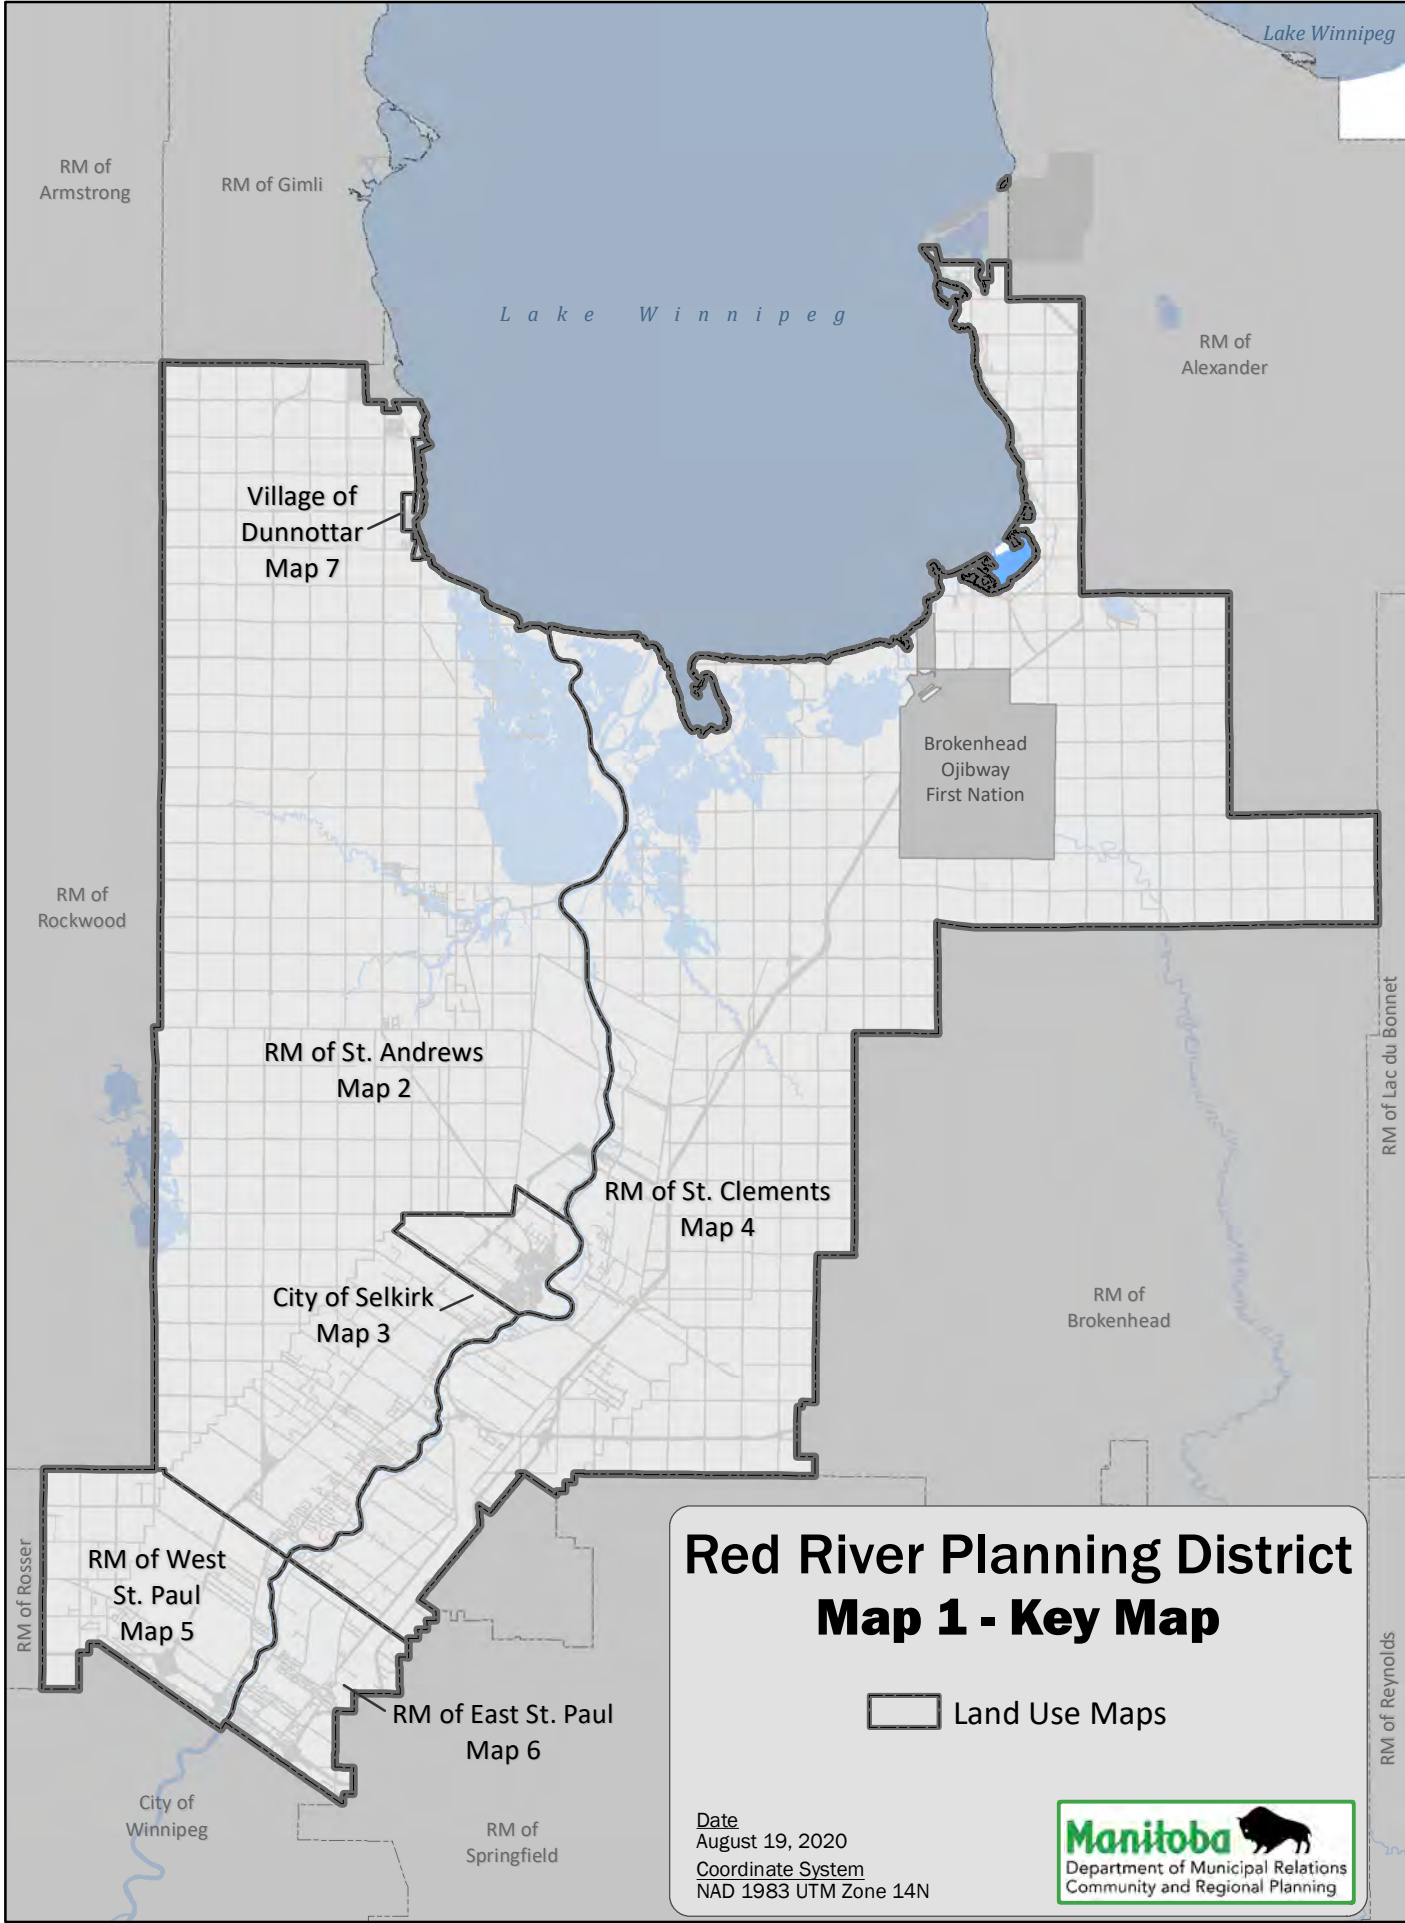 Lake Winnipeg
RM of
Armstrong
RM of Gimli
Lake Winnipeg
RM of
Alexander
Village of
Dunnottar
Map 7
Brokenhead
Ojibway
First Nation
RM of
Rockwood
RM of St. Andrews
Map 2
RM of Lac du Bonnet
RM of St. Clements
Map 4
City of Selkirk
Map 3
RM of
Brokenhead
RM of Rosser
RM of West
St. Paul
Map 5
RM of East St. Paul
Map 6
City of
Winnipeg
RM of
Springfield
RM of Reynolds
Red River Planning District
Map 1 - Key Map
Land Use Maps
Date
August 19, 2020
Coordinate System
NAD 1983 UTM Zone 14N
Manitoba
Department of Municipal Relations
Community and Regional Planning